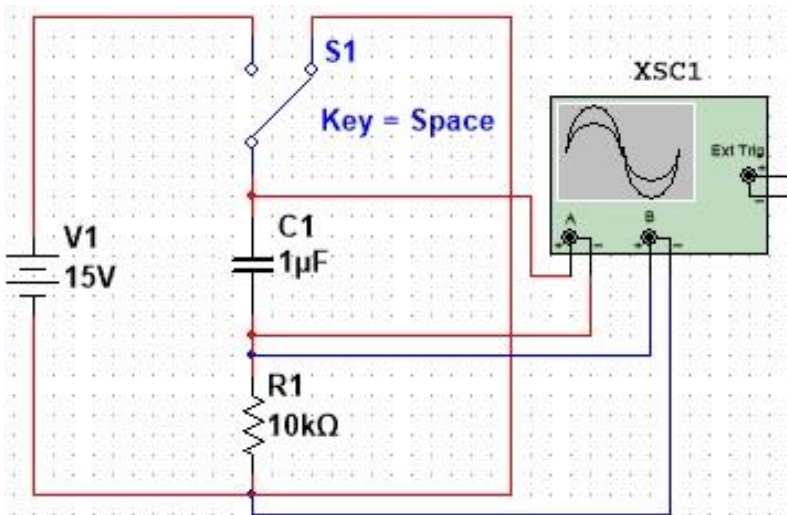 S1
XSC1
Key = Space
Ext Trig
+
−
A
B
+ − + −
V1
15V
C1
1µF
R1
10kΩ